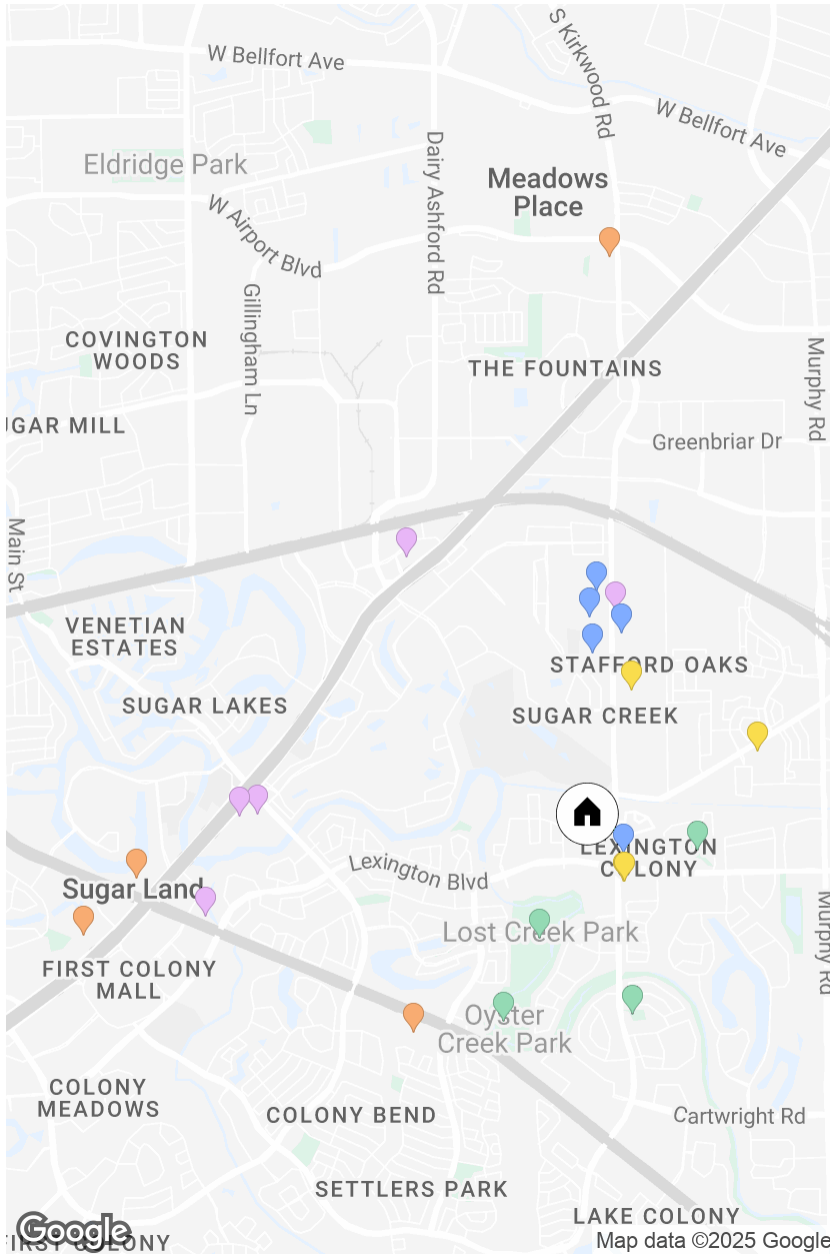 W Bellfort Ave
S Kirkwood Rd
W Bellfort Ave
Eldridge Park
Dairy Ashford Rd
Meadows
Place
W Airport Blvd
Gillingham Ln
COVINGTON
WOODS
THE FOUNTAINS
Murphy Rd
UGAR MILL
Greenbriar Dr
Main St
VENETIAN
ESTATES
STAFFORD OAKS
SUGAR LAKES
SUGAR CREEK
LEXINGTON
COLONY
Lexington Blvd
Sugar Land
Lost Creek Park
Murphy Rd
FIRST COLONY
MALL
Oyster
Creek Park
COLONY
MEADOWS
COLONY BEND
Cartwright Rd
SETTLERS PARK
LAKE COLONY
Google
FIRST COLONY
Map data ©2025 Google